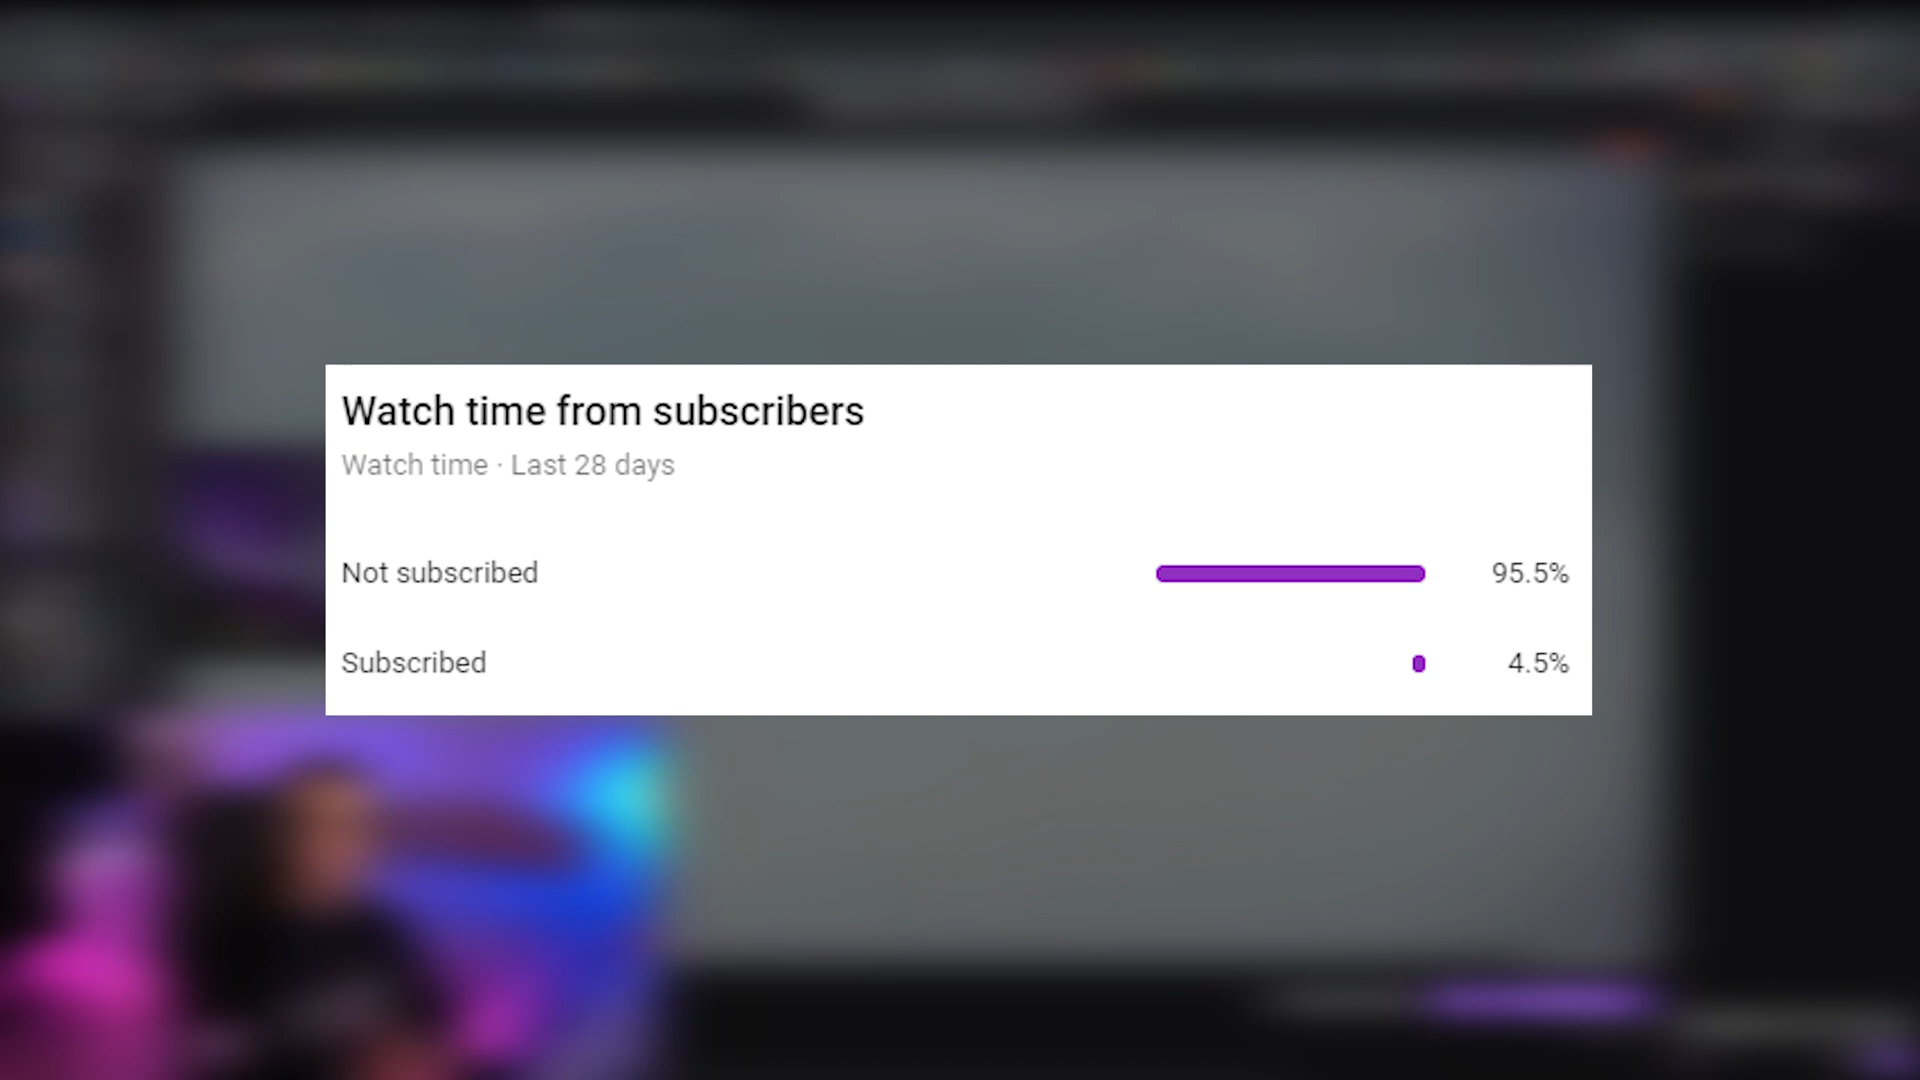 Watch time from subscribers
Watch time · Last 28 days
Not subscribed 95.5%
Subscribed 4.5%